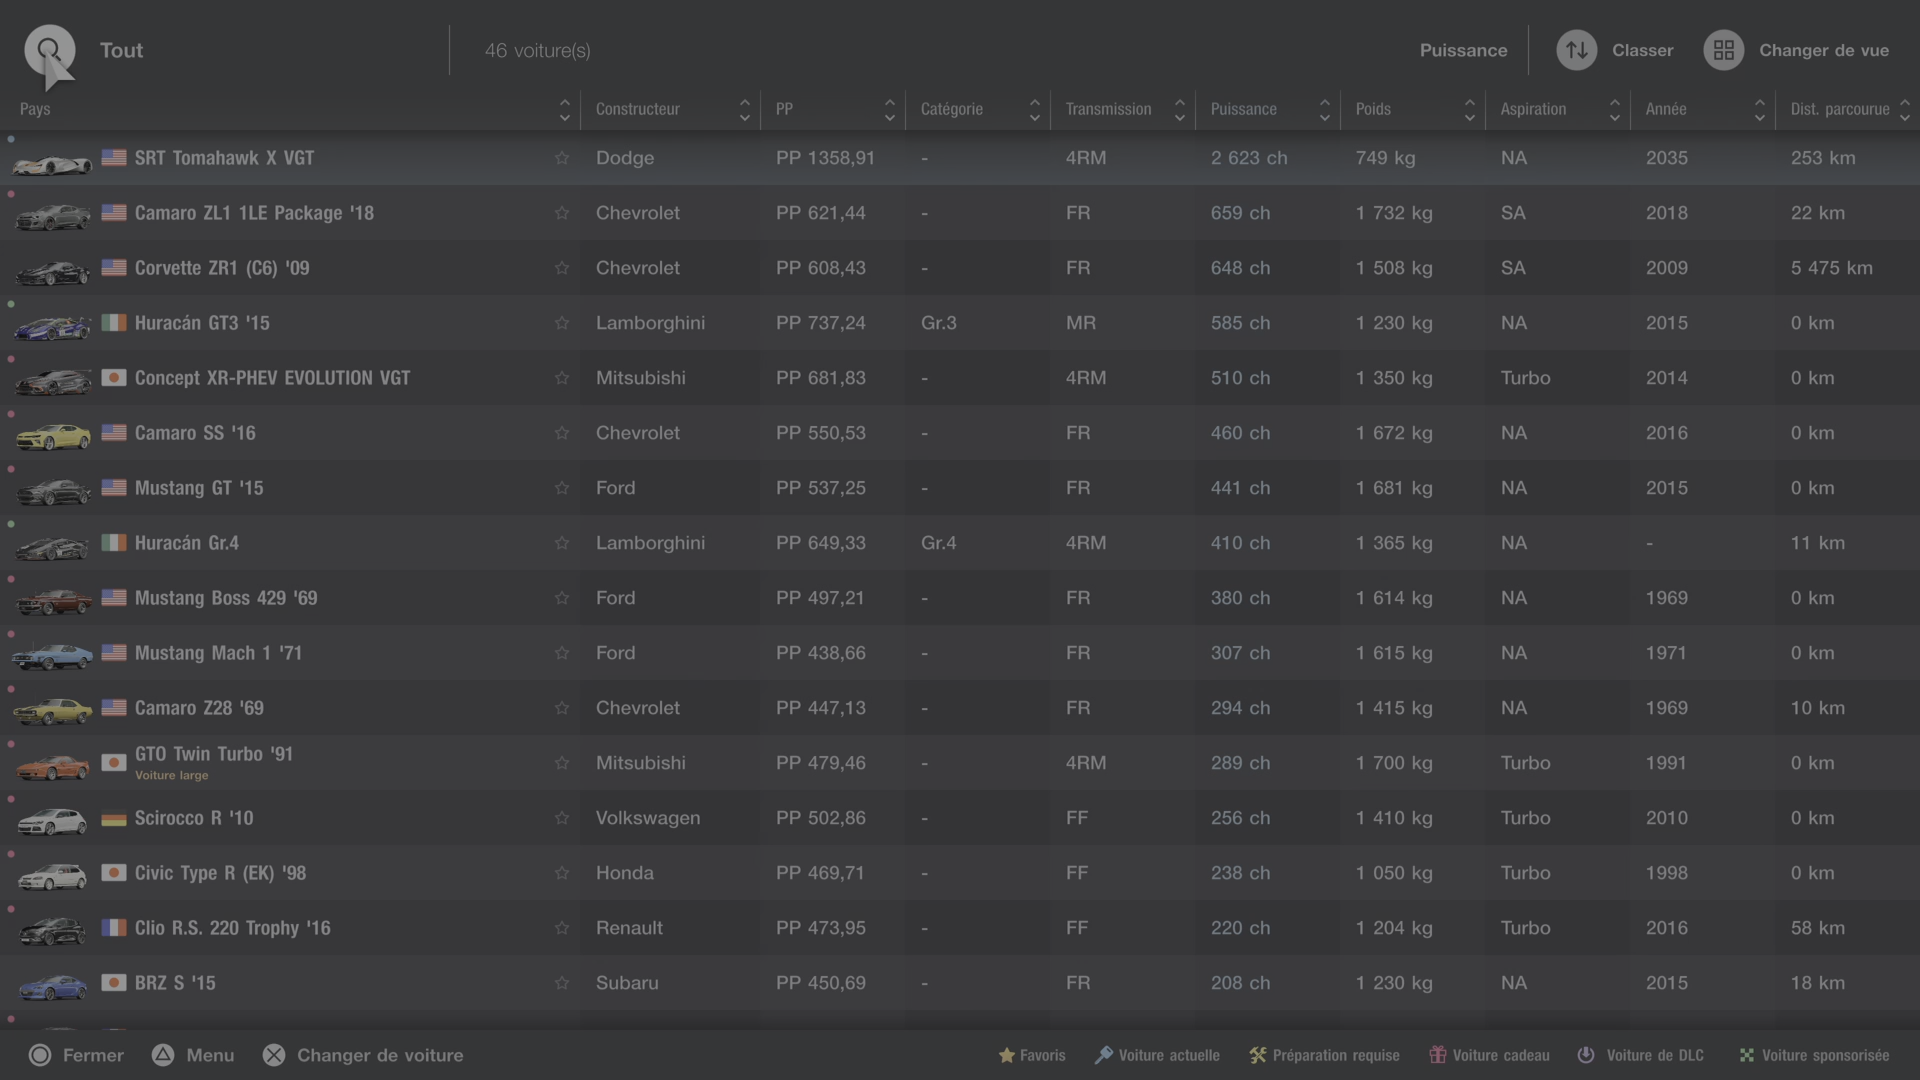 Tout 46 voiture(s) Puissance Classer Changer de vue
Pays Constructeur PP Catégorie Transmission Puissance Poids Aspiration Année Dist. parcourue
SRT Tomahawk X VGT Dodge PP 1358,91 - 4RM 2 623 ch 749 kg NA 2035 253 km
Camaro ZL1 1LE Package '18 Chevrolet PP 621,44 - FR 659 ch 1 732 kg SA 2018 22 km
Corvette ZR1 (C6) '09 Chevrolet PP 608,43 - FR 648 ch 1 508 kg SA 2009 5 475 km
Huracán GT3 '15 Lamborghini PP 737,24 Gr.3 MR 585 ch 1 230 kg NA 2015 0 km
Concept XR-PHEV EVOLUTION VGT Mitsubishi PP 681,83 - 4RM 510 ch 1 350 kg Turbo 2014 0 km
Camaro SS '16 Chevrolet PP 550,53 - FR 460 ch 1 672 kg NA 2016 0 km
Mustang GT '15 Ford PP 537,25 - FR 441 ch 1 681 kg NA 2015 0 km
Huracán Gr.4 Lamborghini PP 649,33 Gr.4 4RM 410 ch 1 365 kg NA - 11 km
Mustang Boss 429 '69 Ford PP 497,21 - FR 380 ch 1 614 kg NA 1969 0 km
Mustang Mach 1 '71 Ford PP 438,66 - FR 307 ch 1 615 kg NA 1971 0 km
Camaro Z28 '69 Chevrolet PP 447,13 - FR 294 ch 1 415 kg NA 1969 10 km
GTO Twin Turbo '91 Mitsubishi PP 479,46 - 4RM 289 ch 1 700 kg Turbo 1991 0 km
Voiture large
Scirocco R '10 Volkswagen PP 502,86 - FF 256 ch 1 410 kg Turbo 2010 0 km
Civic Type R (EK) '98 Honda PP 469,71 - FF 238 ch 1 050 kg Turbo 1998 0 km
Clio R.S. 220 Trophy '16 Renault PP 473,95 - FF 220 ch 1 204 kg Turbo 2016 58 km
BRZ S '15 Subaru PP 450,69 - FR 208 ch 1 230 kg NA 2015 18 km
Fermer Menu Changer de voiture Favoris Voiture actuelle Préparation requise Voiture cadeau Voiture de DLC Voiture sponsorisée